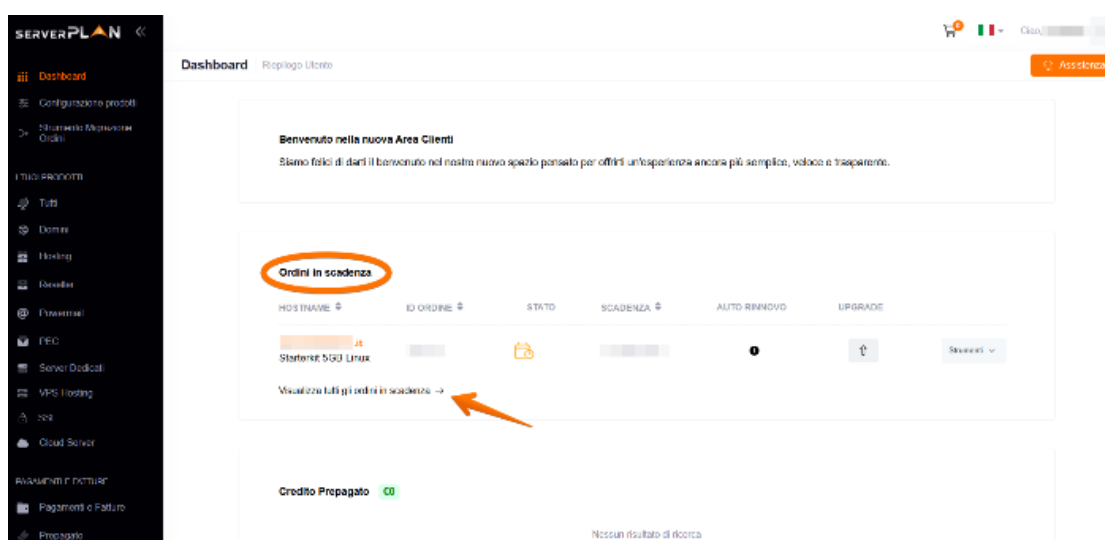 SERVERPLAN
Ciao,
Dashboard
Riepilogo Utente
Assistenza
Dashboard
Configurazione prodotti
Strumento Migrazione
Ordini
I TUOI PRODOTTI
Tutti
Domini
Hosting
Reseller
Powermail
PEC
Server Dedicati
VPS Hosting
SSL
Cloud Server
PAGAMENTI E FATTURE
Pagamenti e Fatture
Prepagato
Benvenuto nella nuova Area Clienti
Siamo felici di darti il benvenuto nel nostro nuovo spazio pensato per offrirti un'esperienza ancora più semplice, veloce e trasparente.
Ordini in scadenza
HOSTNAME ID ORDINE STATO SCADENZA AUTO RINNOVO UPGRADE
.it
Starterkit 5GB Linux
Strumenti
Visualizza tutti gli ordini in scadenza →
Credito Prepagato €0
Nessun risultato di ricerca